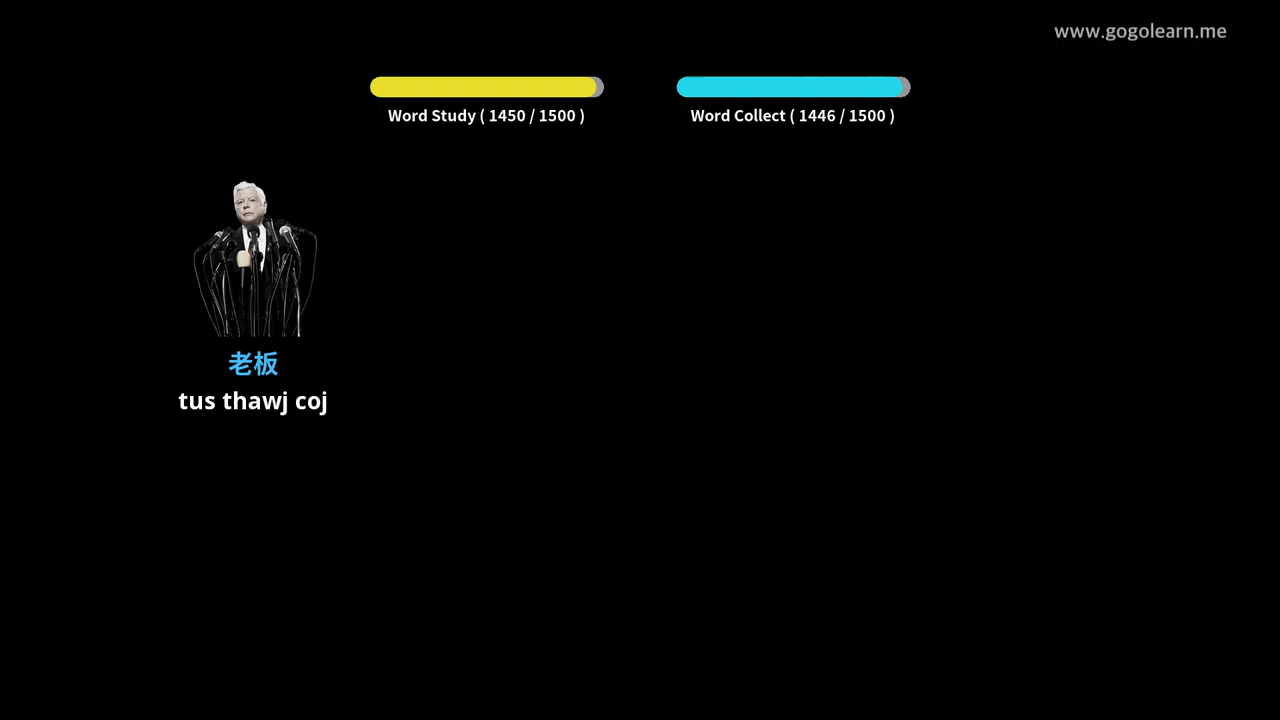 www.gogolearn.me
Word Study ( 1450 / 1500 )
Word Collect ( 1446 / 1500 )
老板
tus thawj coj